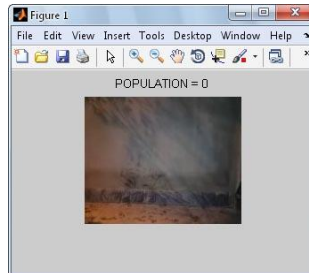 Figure 1
File Edit View Insert Tools Desktop Window Help
POPULATION = 0